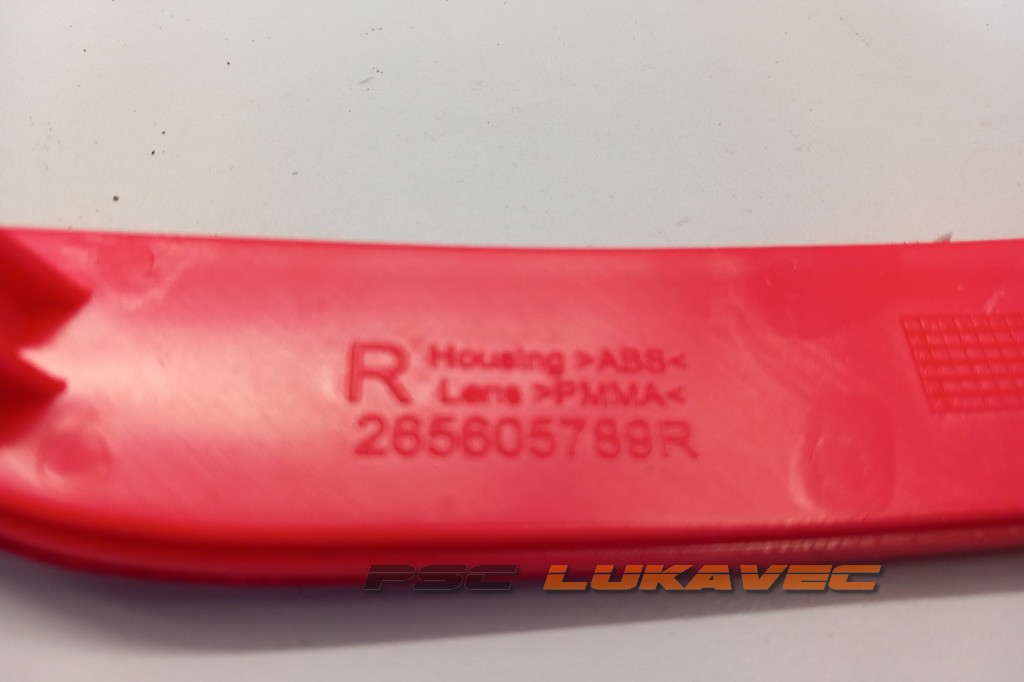 R Housing >ABS<
Lens >PMMA<
265605789R
PSC LUKAVEC